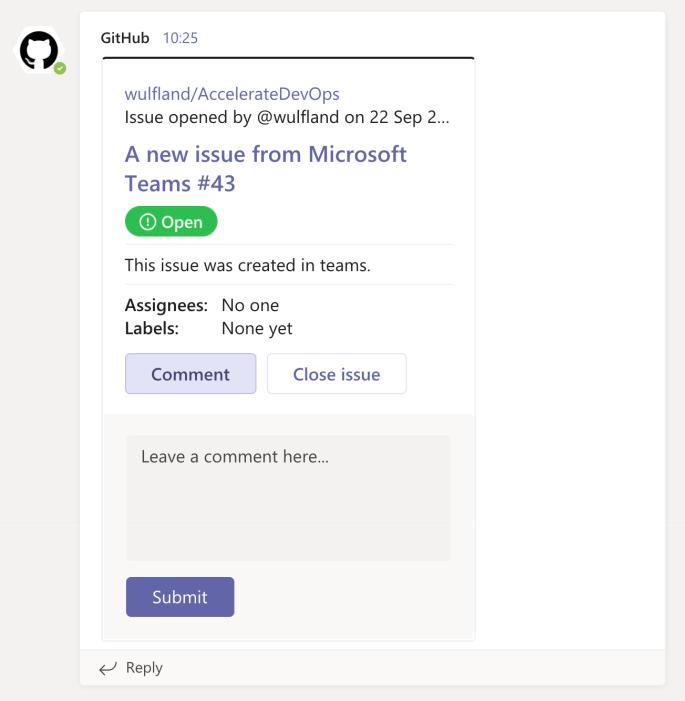 GitHub 10:25
wulfland/AccelerateDevOps
Issue opened by @wulfland on 22 Sep 2...
A new issue from Microsoft
Teams #43
Open
This issue was created in teams.
Assignees: No one
Labels: None yet
Comment Close issue
Leave a comment here...
Submit
Reply